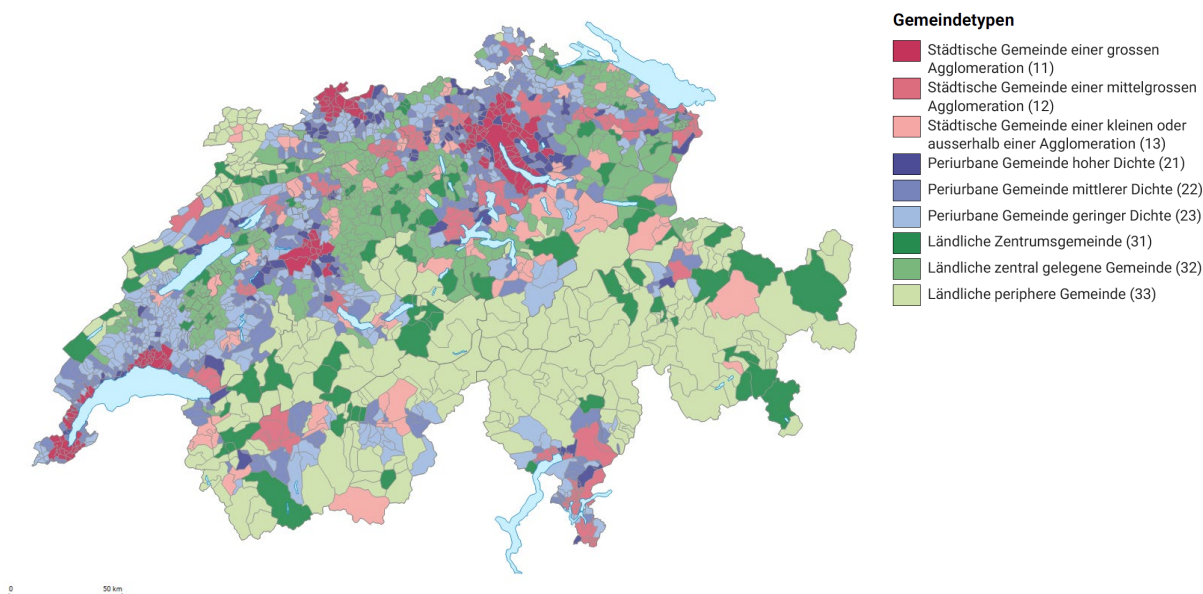 Gemeindetypen
Städtische Gemeinde einer grossen
Agglomeration (11)
Städtische Gemeinde einer mittelgrossen
Agglomeration (12)
Städtische Gemeinde einer kleinen oder
ausserhalb einer Agglomeration (13)
Periurbane Gemeinde hoher Dichte (21)
Periurbane Gemeinde mittlerer Dichte (22)
Periurbane Gemeinde geringer Dichte (23)
Ländliche Zentrumsgemeinde (31)
Ländliche zentral gelegene Gemeinde (32)
Ländliche periphere Gemeinde (33)
0 50 km